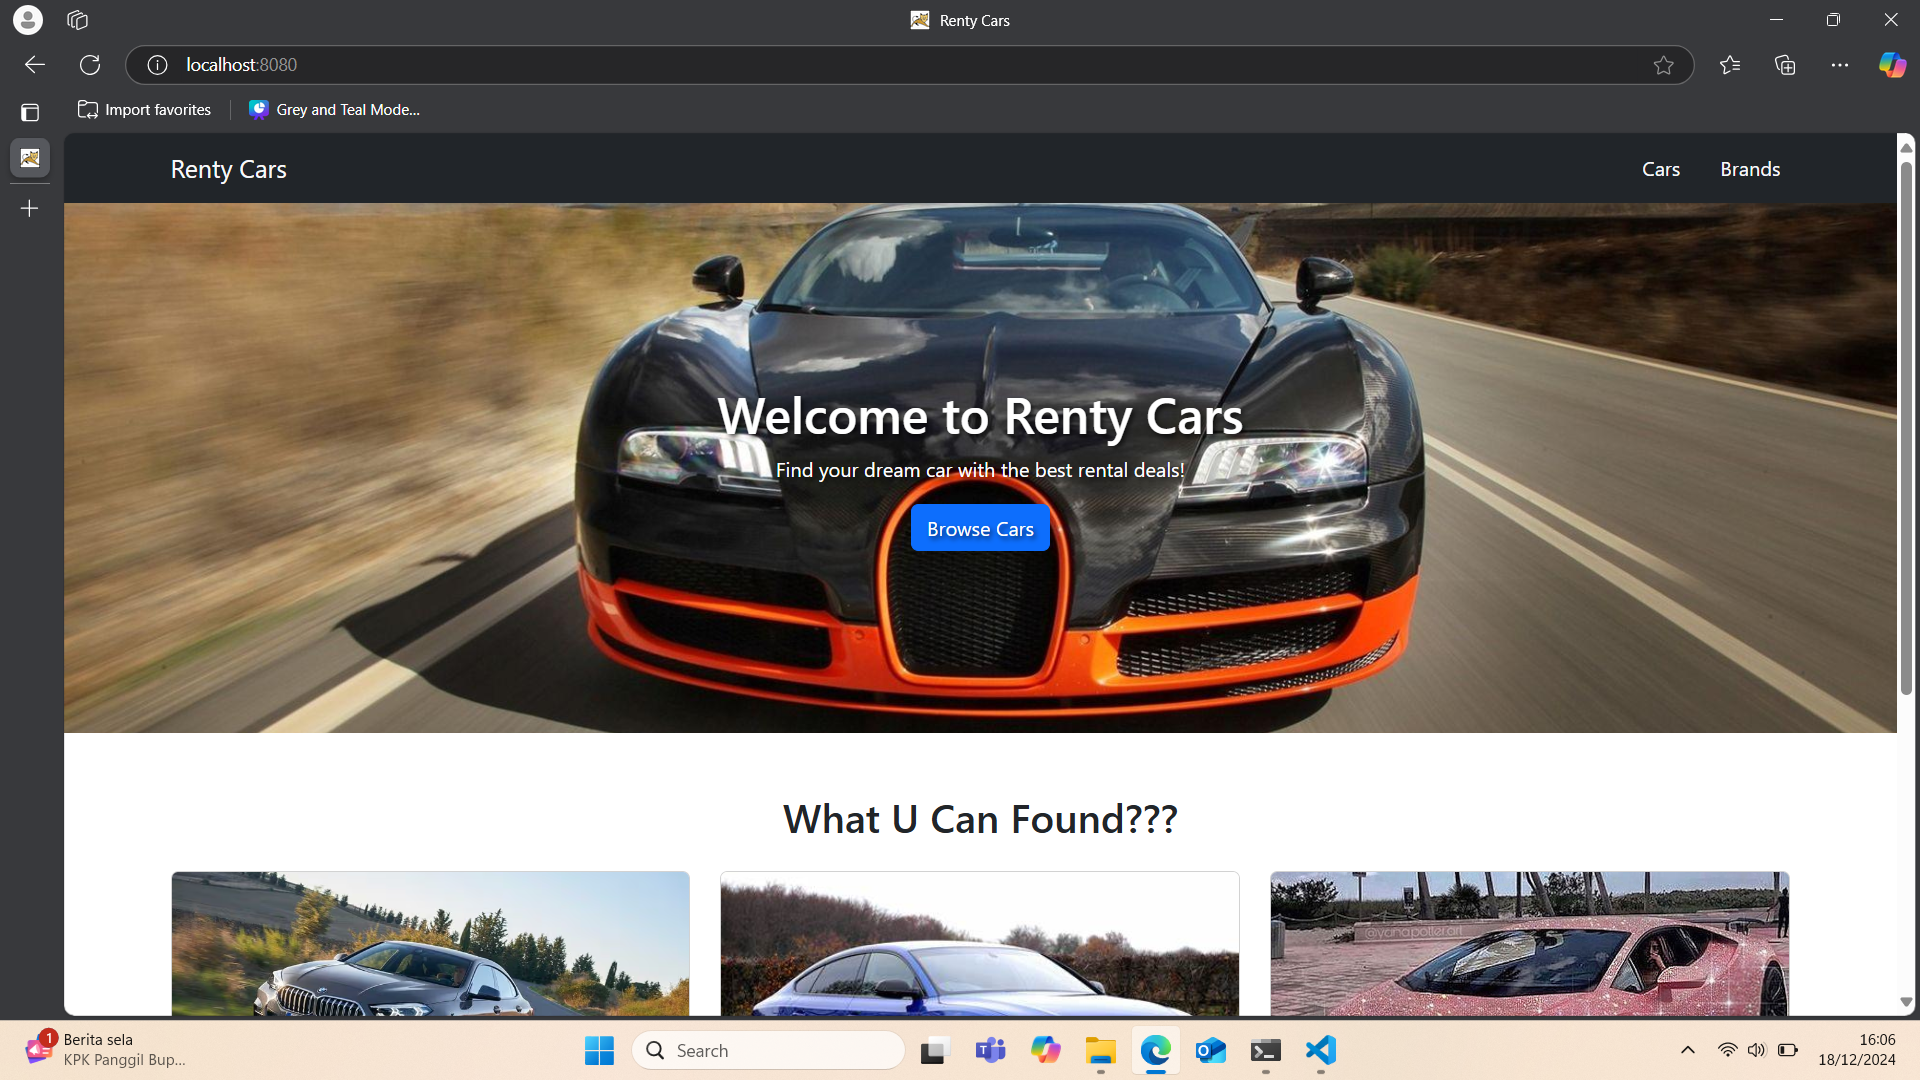 Renty Cars
localhost:8080
Import favorites
Grey and Teal Mode...
Renty Cars
Cars
Brands
Welcome to Renty Cars
Find your dream car with the best rental deals!
Browse Cars
What U Can Found???
@yanapotterart
1
Berita sela
KPK Panggil Bup...
Search
16:06
18/12/2024